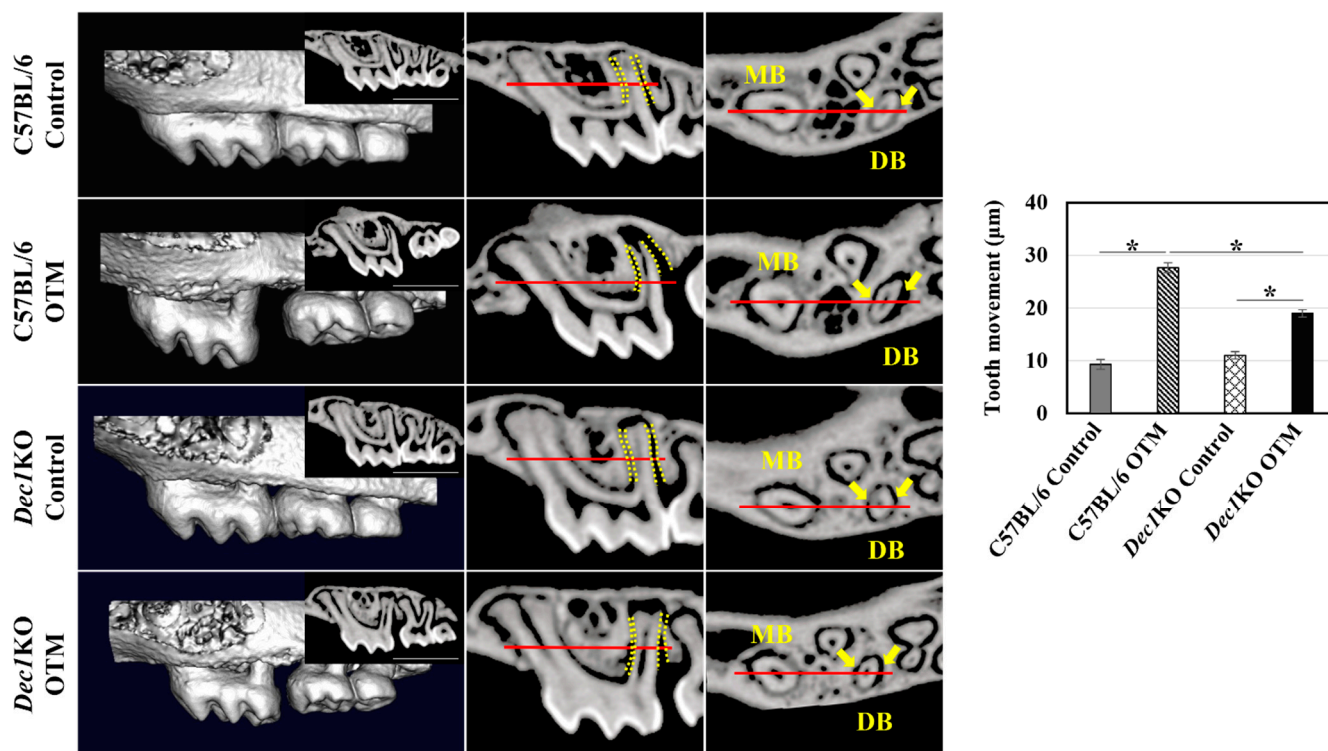 C57BL/6
Control
MB
DB
C57BL/6
OTM
MB
DB
Dec1KO
Control
MB
DB
Dec1KO
OTM
MB
DB
Tooth movement (μm)
40
30
20
10
0
*
*
*
C57BL/6 Control
C57BL/6 OTM
Dec1KO Control
Dec1KO OTM